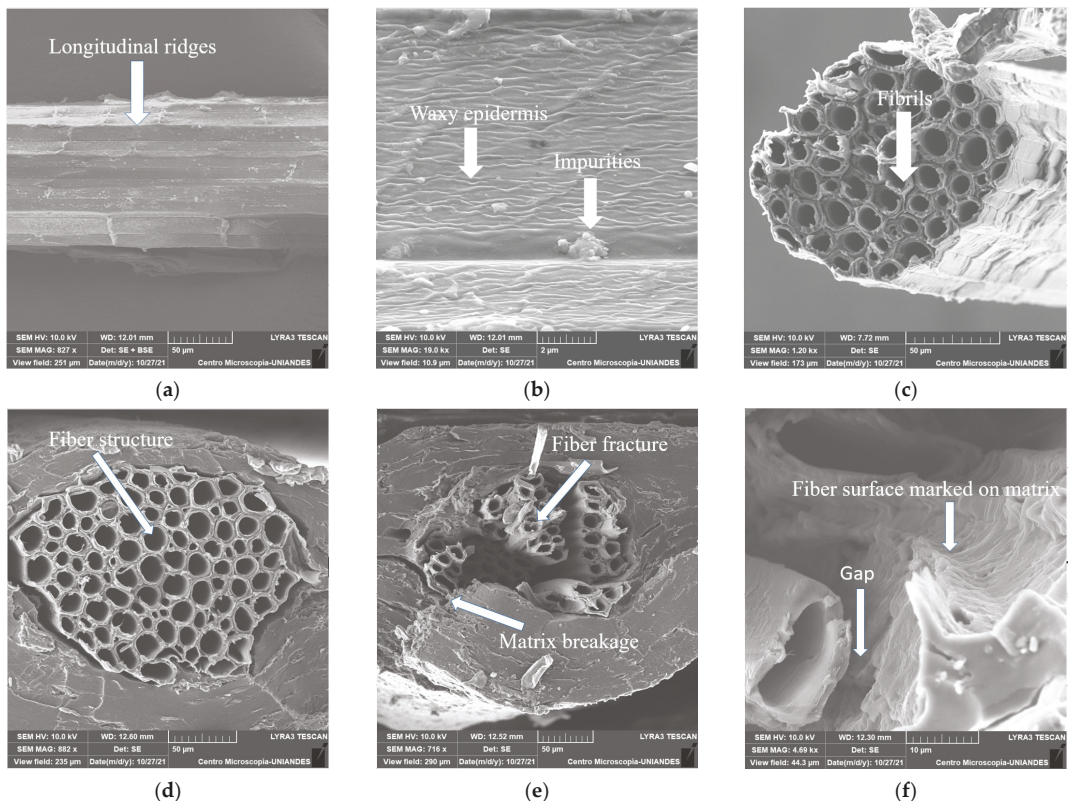 Longitudinal ridges
SEM HV: 10.0 kV WD: 12.01 mm LYRA3 TESCAN
SEM MAG: 827 x Det: SE + BSE 50 µm
View field: 251 µm Date(m/d/y): 10/27/21 Centro Microscopia-UNIANDES
(a)
Waxy epidermis
Impurities
SEM HV: 10.0 kV WD: 12.01 mm LYRA3 TESCAN
SEM MAG: 19.0 kx Det: SE 2 µm
View field: 10.9 µm Date(m/d/y): 10/27/21 Centro Microscopia-UNIANDES
(b)
Fibrils
SEM HV: 10.0 kV WD: 7.72 mm LYRA3 TESCAN
SEM MAG: 1.20 kx Det: SE 50 µm
View field: 173 µm Date(m/d/y): 10/27/21 Centro Microscopia-UNIANDES
(c)
Fiber structure
SEM HV: 10.0 kV WD: 12.60 mm LYRA3 TESCAN
SEM MAG: 882 x Det: SE 50 µm
View field: 235 µm Date(m/d/y): 10/27/21 Centro Microscopia-UNIANDES
(d)
Fiber fracture
Matrix breakage
SEM HV: 10.0 kV WD: 12.52 mm LYRA3 TESCAN
SEM MAG: 716 x Det: SE 50 µm
View field: 290 µm Date(m/d/y): 10/27/21 Centro Microscopia-UNIANDES
(e)
Fiber surface marked on matrix
Gap
SEM HV: 10.0 kV WD: 12.30 mm LYRA3 TESCAN
SEM MAG: 4.69 kx Det: SE 10 µm
View field: 44.3 µm Date(m/d/y): 10/27/21 Centro Microscopia-UNIANDES
(f)